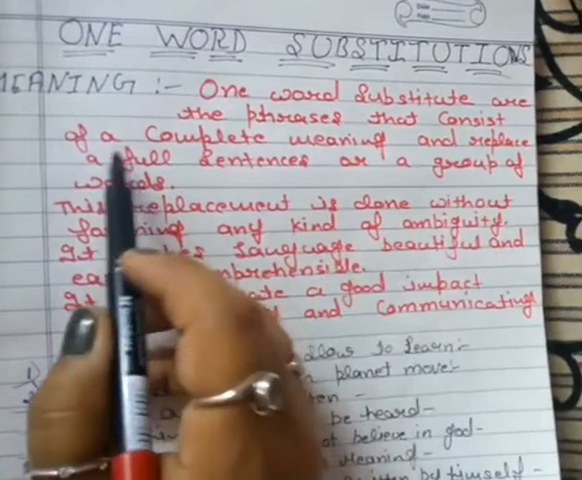 ONE WORD SUBSTITUTIONS
MEANING :- One word Substitute are
the phrases that Consist
of a Complete meaning and replace
a full Sentences or a group of
words.
This replacement is done without
any kind of ambiguity.
It language beautiful and
a good impact
It and Communicating
to learn:-
planet move:-
be heard-
believe in god-
Meaning-
by himself-